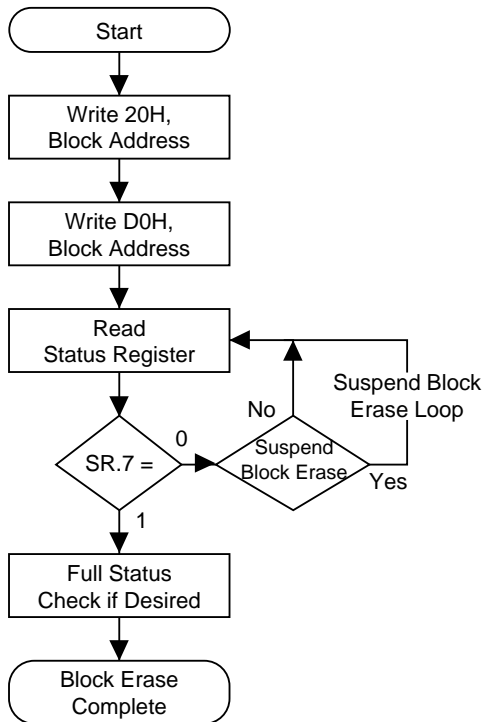 Start
Write 20H,
Block Address
Write D0H,
Block Address
Read
Status Register
Suspend Block
Erase Loop
No
0
SR.7 =
Suspend
Block Erase
Yes
1
Full Status
Check if Desired
Block Erase
Complete